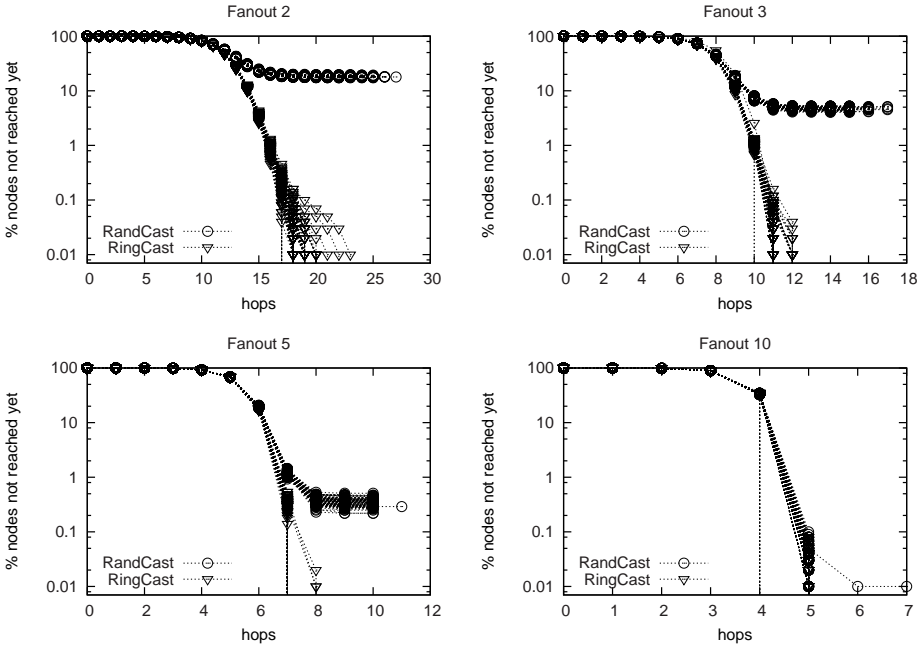 Fanout 2
% nodes not reached yet
100
10
1
0.1
0.01
RandCast
RingCast
0 5 10 15 20 25 30
hops
Fanout 3
% nodes not reached yet
100
10
1
0.1
0.01
RandCast
RingCast
0 2 4 6 8 10 12 14 16 18
hops
Fanout 5
% nodes not reached yet
100
10
1
0.1
0.01
RandCast
RingCast
0 2 4 6 8 10 12
hops
Fanout 10
% nodes not reached yet
100
10
1
0.1
0.01
RandCast
RingCast
0 1 2 3 4 5 6 7
hops